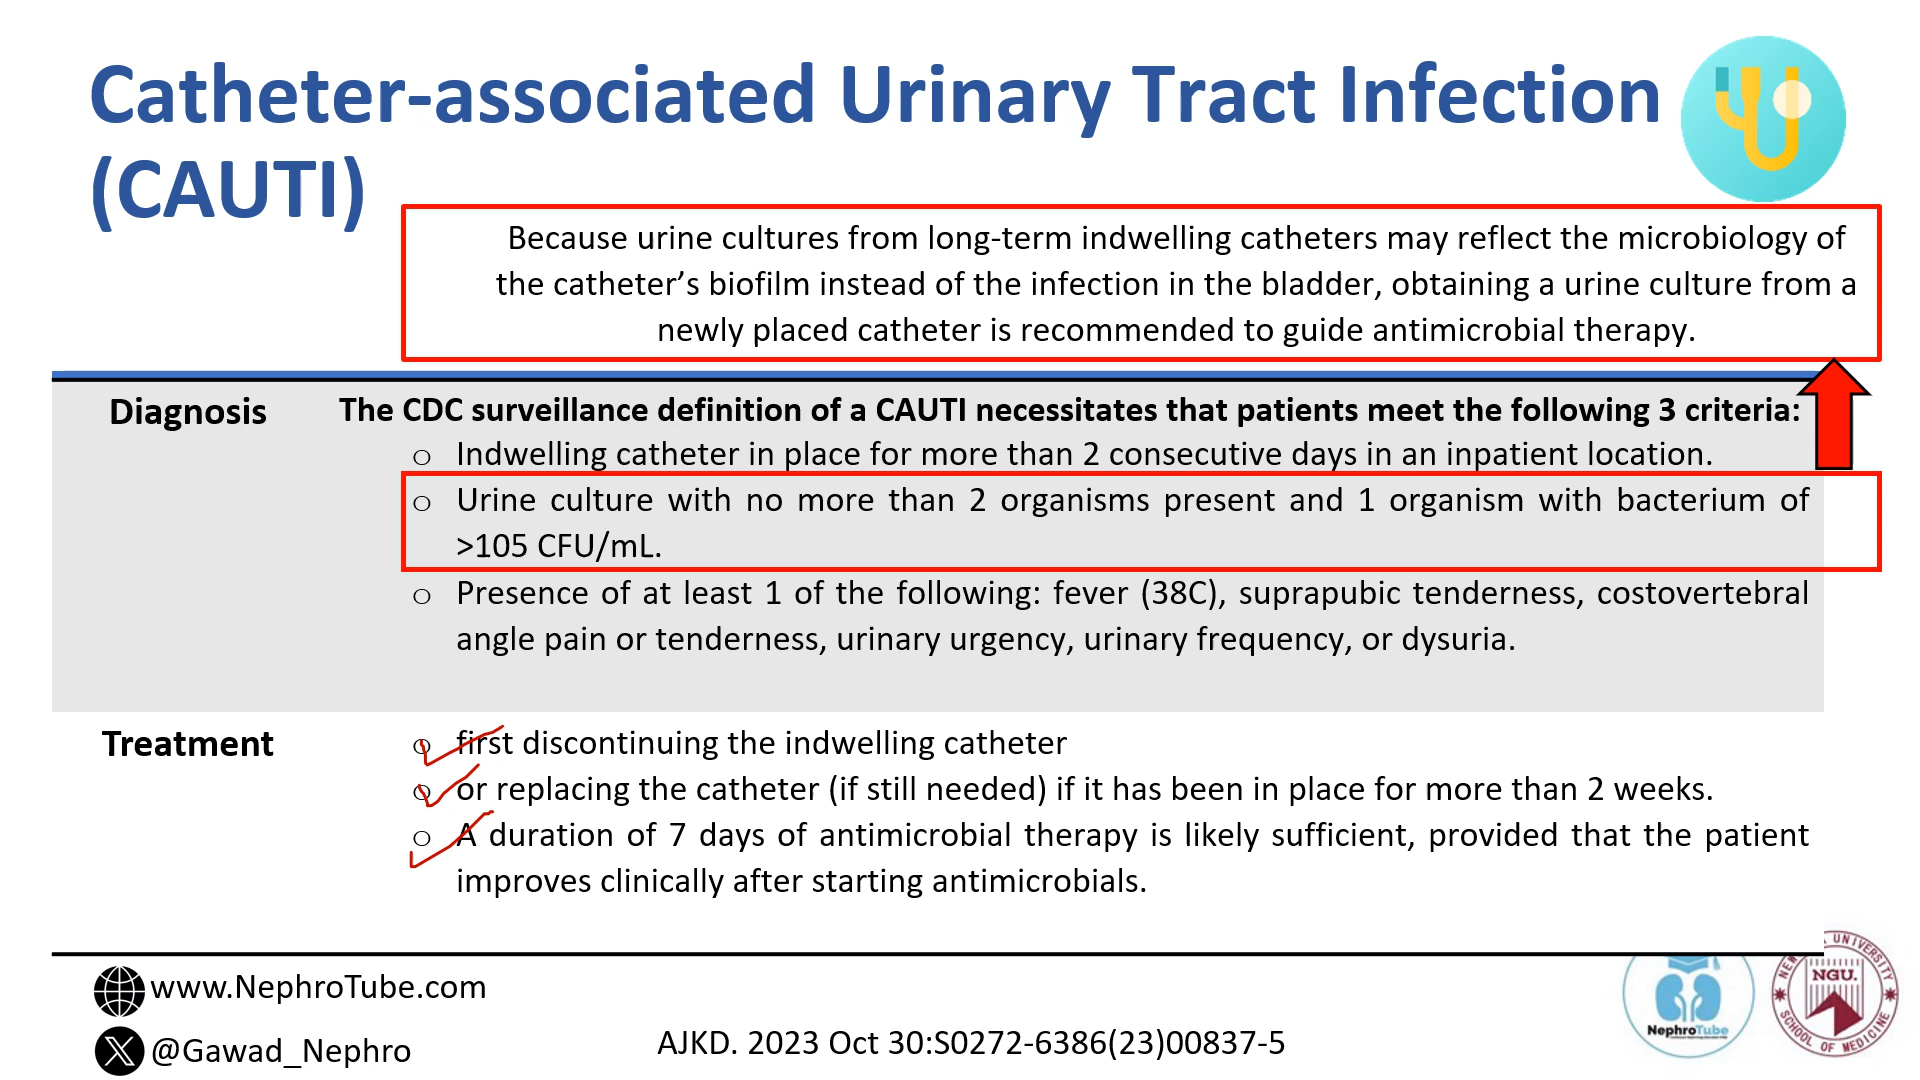 Catheter-associated Urinary Tract Infection
(CAUTI)
Because urine cultures from long-term indwelling catheters may reflect the microbiology of
the catheter’s biofilm instead of the infection in the bladder, obtaining a urine culture from a
newly placed catheter is recommended to guide antimicrobial therapy.
Diagnosis
The CDC surveillance definition of a CAUTI necessitates that patients meet the following 3 criteria:
o Indwelling catheter in place for more than 2 consecutive days in an inpatient location.
o Urine culture with no more than 2 organisms present and 1 organism with bacterium of
>105 CFU/mL.
o Presence of at least 1 of the following: fever (38C), suprapubic tenderness, costovertebral
angle pain or tenderness, urinary urgency, urinary frequency, or dysuria.
Treatment
o first discontinuing the indwelling catheter
o or replacing the catheter (if still needed) if it has been in place for more than 2 weeks.
o A duration of 7 days of antimicrobial therapy is likely sufficient, provided that the patient
improves clinically after starting antimicrobials.
www.NephroTube.com
@Gawad_Nephro
AJKD. 2023 Oct 30:S0272-6386(23)00837-5
NephroTube
UNIVERSITY
NGU.
SCHOOL OF MEDICINE